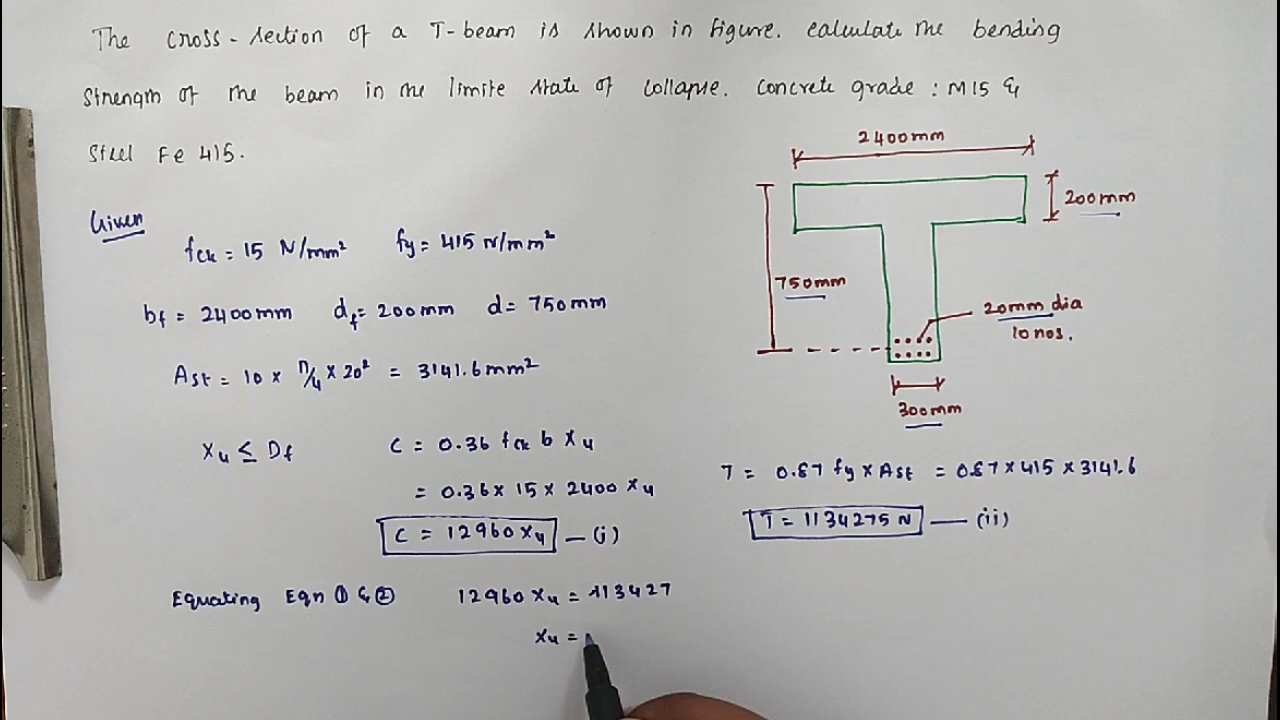 The cross-section of a T-beam is shown in figure. calculate the bending
strength of the beam in the limite state of collapse. Concrete grade : M15 &
Steel Fe 415.
2400mm
200mm
750mm
20mm dia
10 nos.
300mm
Given
fck = 15 N/mm² fy = 415 N/mm²
bf = 2400mm df = 200mm d = 750mm
Ast = 10 × π/4 × 20² = 3141.6mm²
xu ≤ Df C = 0.36 fck b xu
= 0.36 × 15 × 2400 xu
C = 12960 xu — (i)
T = 0.87 fy × Ast = 0.87 × 415 × 3141.6
T = 1134275 N — (ii)
Equating Eqn ① & ② 12960 xu = 113427
xu =